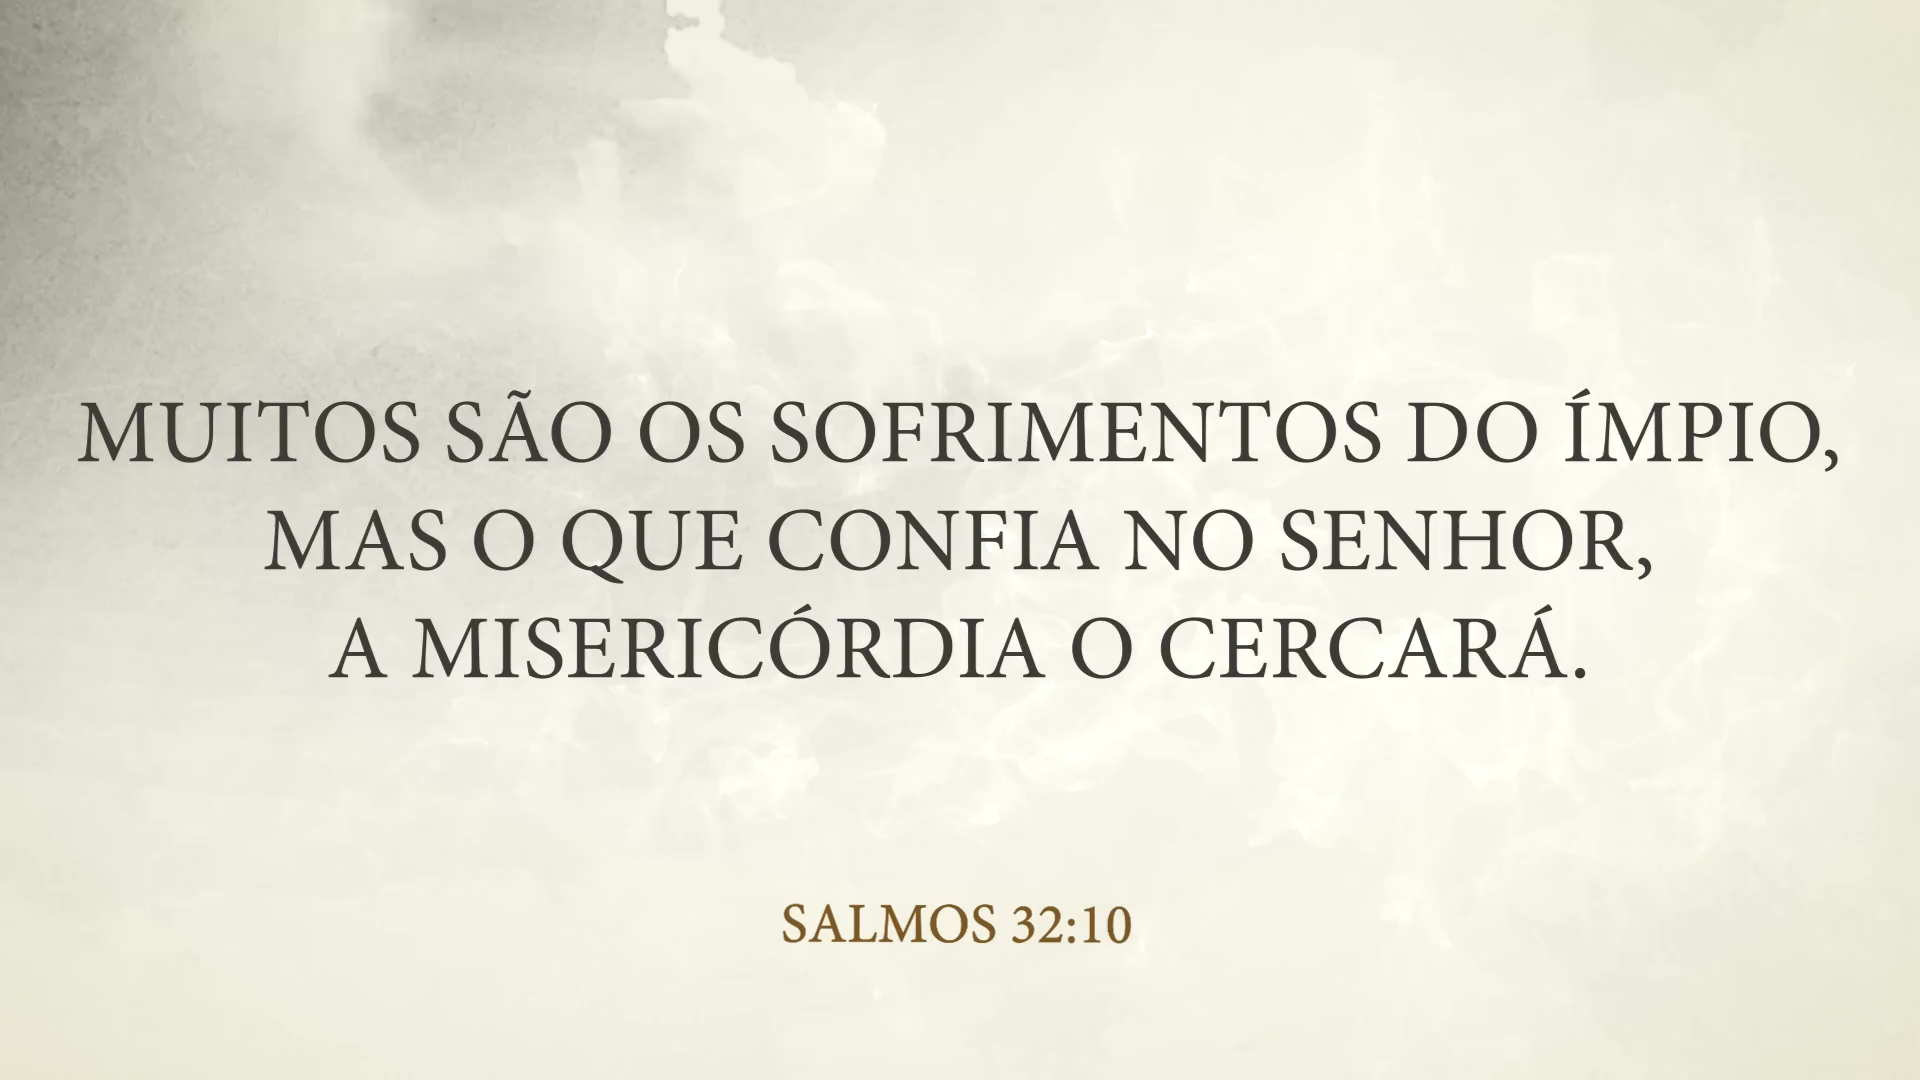 MUITOS SÃO OS SOFRIMENTOS DO ÍMPIO,
MAS O QUE CONFIA NO SENHOR,
A MISERICÓRDIA O CERCARÁ.
SALMOS 32:10